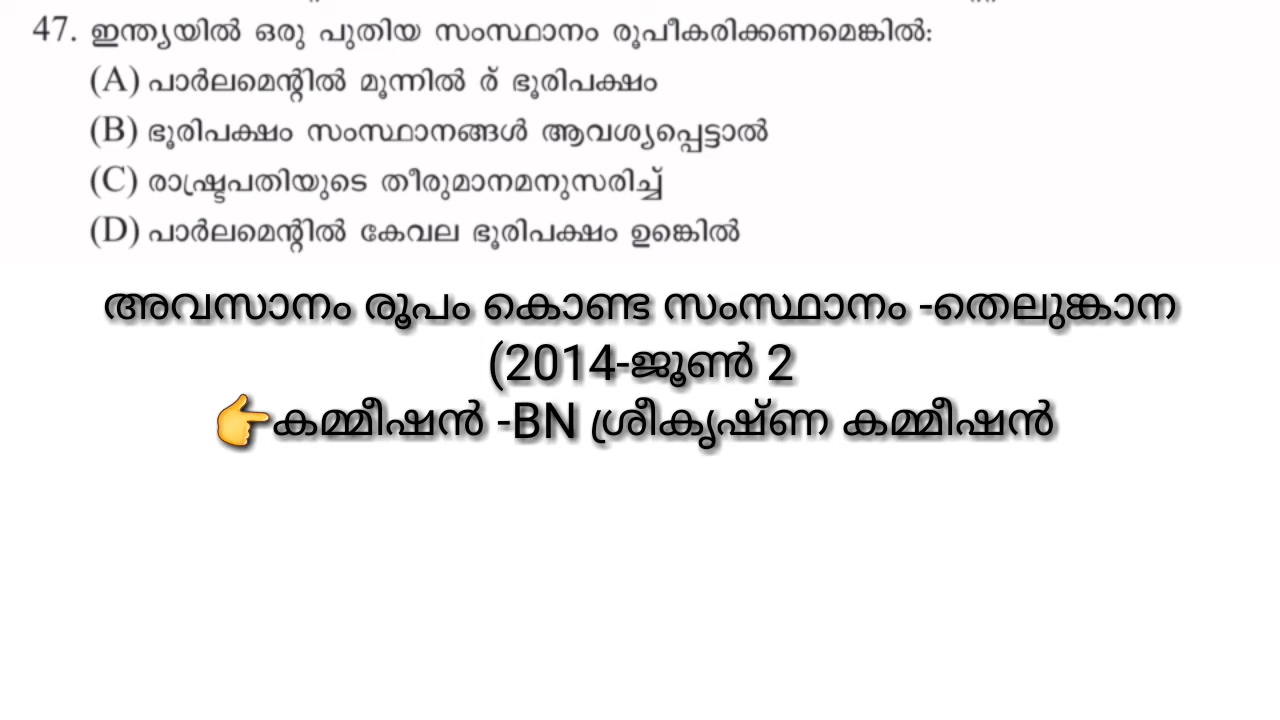 47. ഇന്ത്യയിൽ ഒരു പുതിയ സംസ്ഥാനം രൂപീകരിക്കണമെങ്കിൽ:
(A) പാർലമെന്റിൽ മൂന്നിൽ ര് ഭൂരിപക്ഷം
(B) ഭൂരിപക്ഷം സംസ്ഥാനങ്ങൾ ആവശ്യപ്പെട്ടാൽ
(C) രാഷ്ട്രപതിയുടെ തീരുമാനമനുസരിച്ച്
(D) പാർലമെന്റിൽ കേവല ഭൂരിപക്ഷം ഉങ്കെിൽ
അവസാനം രൂപം കൊണ്ട സംസ്ഥാനം -തെലുങ്കാന
(2014-ജൂൺ 2
👉കമ്മീഷൻ -BN ശ്രീകൃഷ്ണ കമ്മീഷൻ